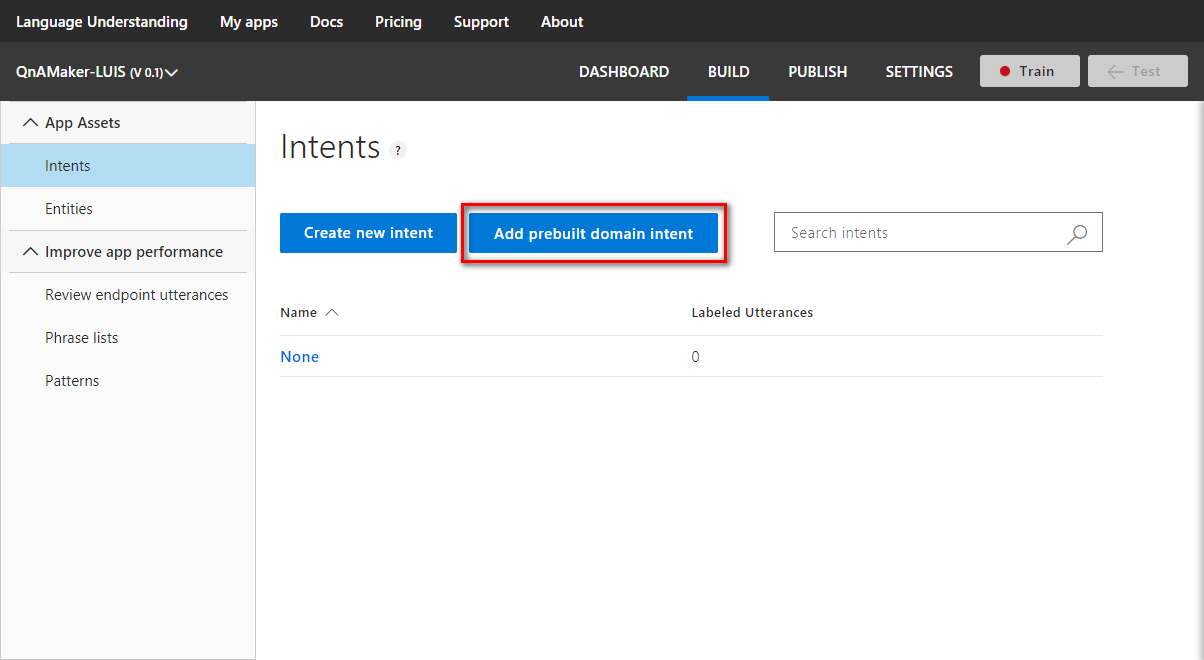 Language Understanding My apps Docs Pricing Support About
QnAMaker-LUIS (V 0.1) DASHBOARD BUILD PUBLISH SETTINGS Train Test
App Assets
Intents
Entities
Improve app performance
Review endpoint utterances
Phrase lists
Patterns
Intents ?
Create new intent Add prebuilt domain intent Search intents
Name Labeled Utterances
None 0